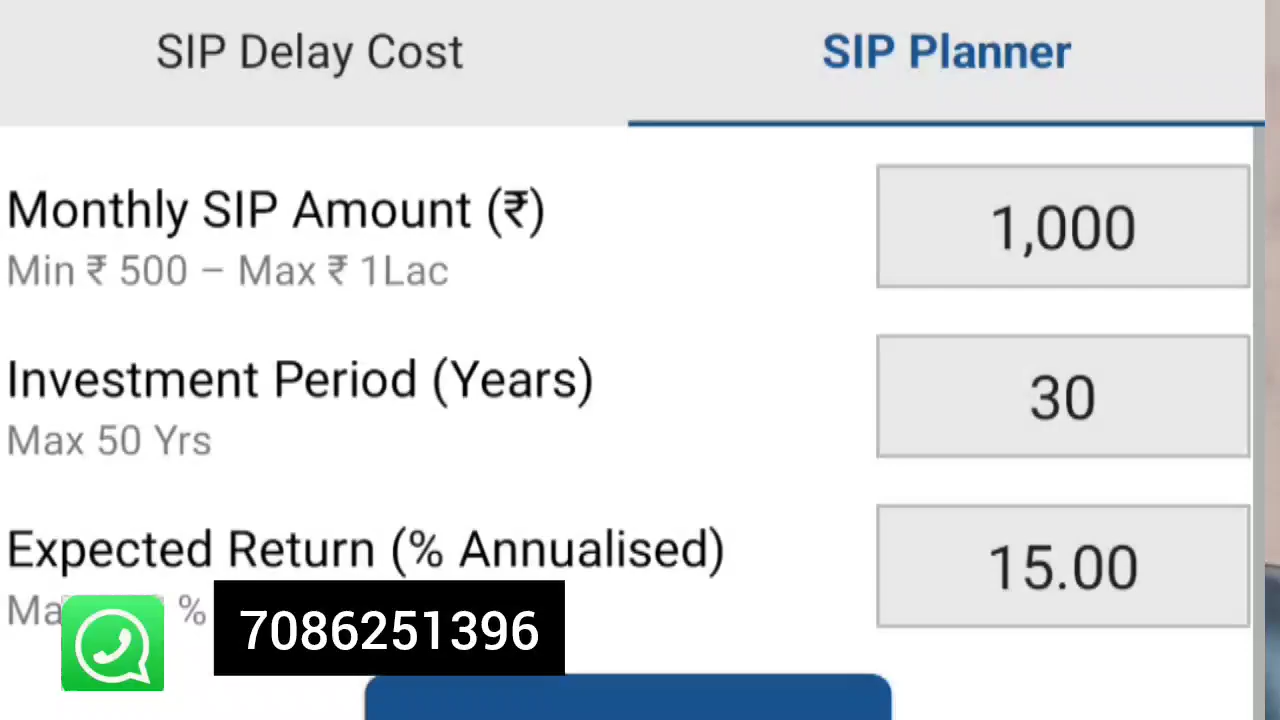 SIP Delay Cost
SIP Planner
Monthly SIP Amount (₹)
1,000
Min ₹ 500 – Max ₹ 1Lac
Investment Period (Years)
30
Max 50 Yrs
Expected Return (% Annualised)
15.00
%
7086251396